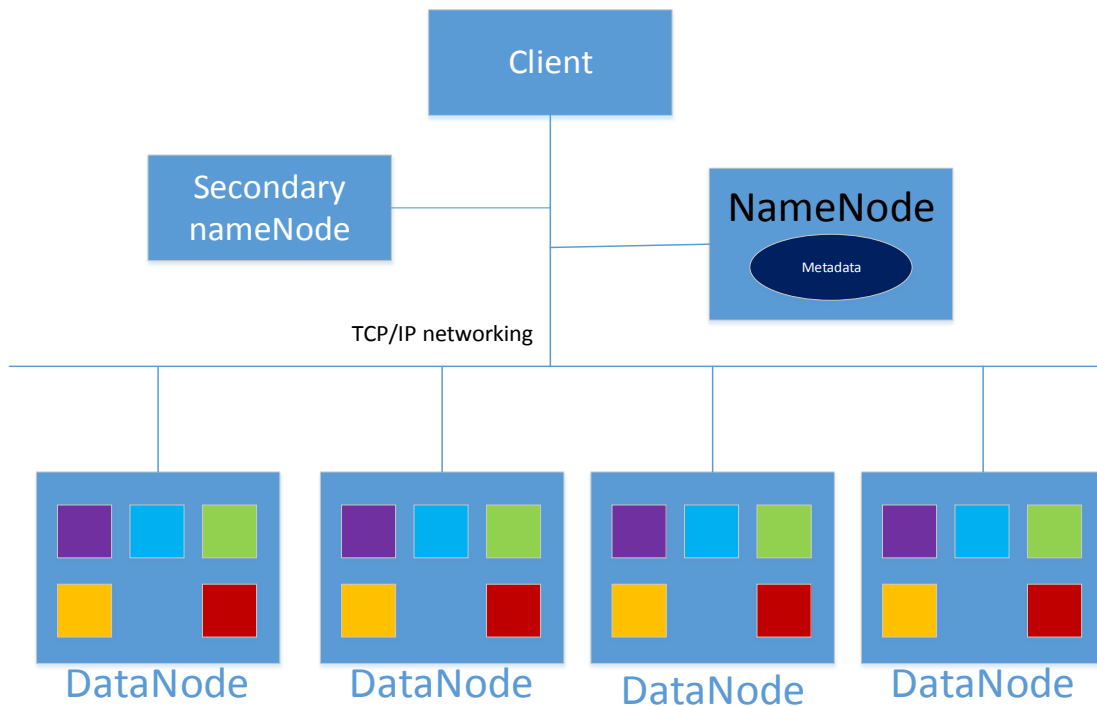 Client
Secondary
nameNode
NameNode
Metadata
TCP/IP networking
DataNode
DataNode
DataNode
DataNode